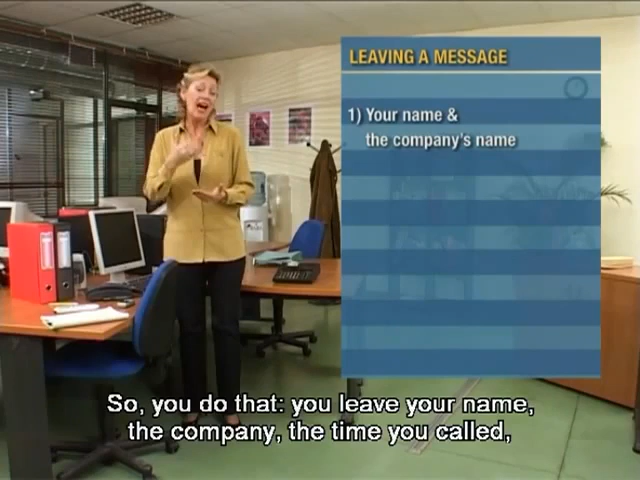 LEAVING A MESSAGE
1) Your name &
the company's name
So, you do that: you leave your name,
the company, the time you called,